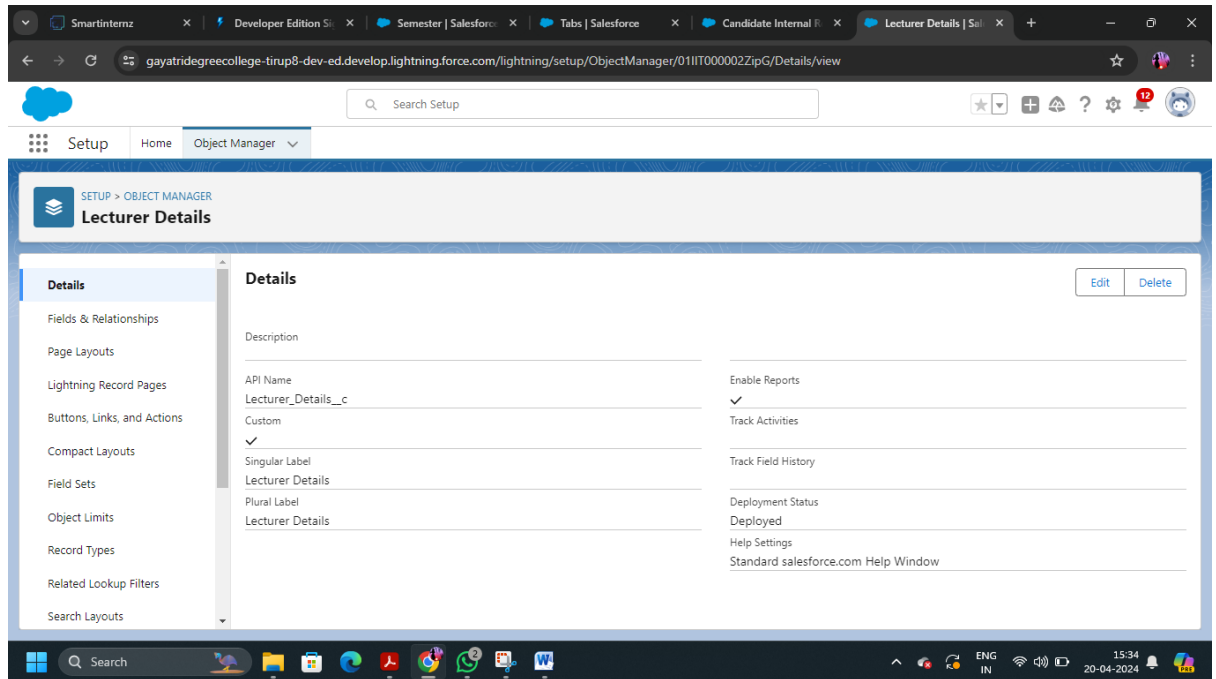 Smartinternz
Developer Edition Si
Semester | Salesforc
Tabs | Salesforce
Candidate Internal R
Lecturer Details | Sal
gayatridegreecollege-tirup8-dev-ed.develop.lightning.force.com/lightning/setup/ObjectManager/01IIT000002ZipG/Details/view
Search Setup
12
Setup
Home
Object Manager
SETUP > OBJECT MANAGER
Lecturer Details
Details
Fields & Relationships
Page Layouts
Lightning Record Pages
Buttons, Links, and Actions
Compact Layouts
Field Sets
Object Limits
Record Types
Related Lookup Filters
Search Layouts
Details
Edit
Delete
Description
API Name
Lecturer_Details__c
Custom
Singular Label
Lecturer Details
Plural Label
Lecturer Details
Enable Reports
Track Activities
Track Field History
Deployment Status
Deployed
Help Settings
Standard salesforce.com Help Window
Search
2
ENG
IN
15:34
20-04-2024
PRE